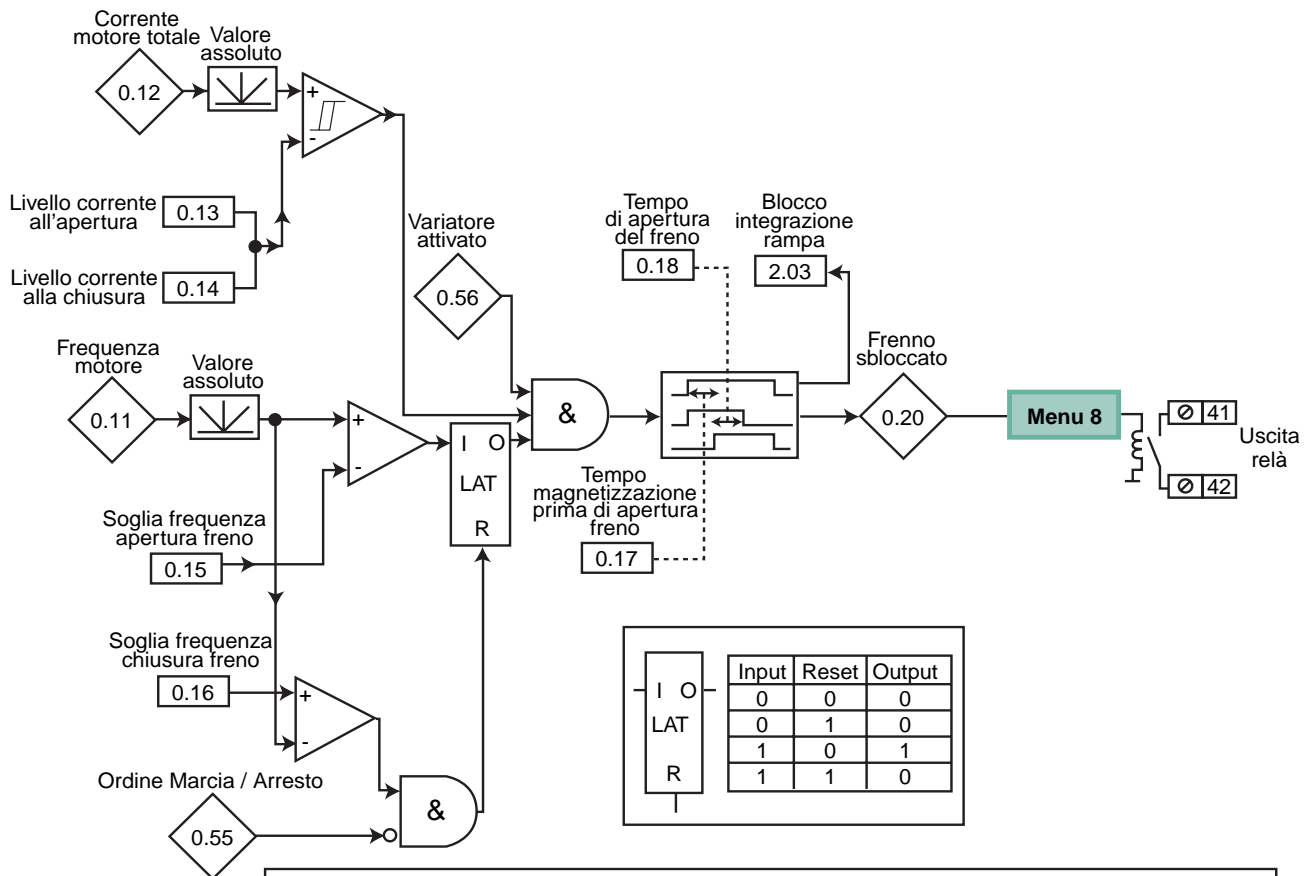 Corrente
motore totale
Valore
assoluto
0.12
+
-
Livello corrente
all'apertura
0.13
Livello corrente
alla chiusura
0.14
Variatore
attivato
0.56
Tempo
di apertura
del freno
0.18
Blocco
integrazione
rampa
2.03
Frequenza
motore
0.11
Valore
assoluto
+
-
I O
LAT
R
&
Frenno
sbloccato
0.20
Menu 8
41
42
Uscita
relà
Tempo
magnetizzazione
prima di apertura
freno
0.17
Soglia frequenza
apertura freno
0.15
Soglia frequenza
chiusura freno
0.16
+
-
Ordine Marcia / Arresto
0.55
&
I O
LAT
R
Input Reset Output
0 0 0
0 1 0
1 0 1
1 1 0